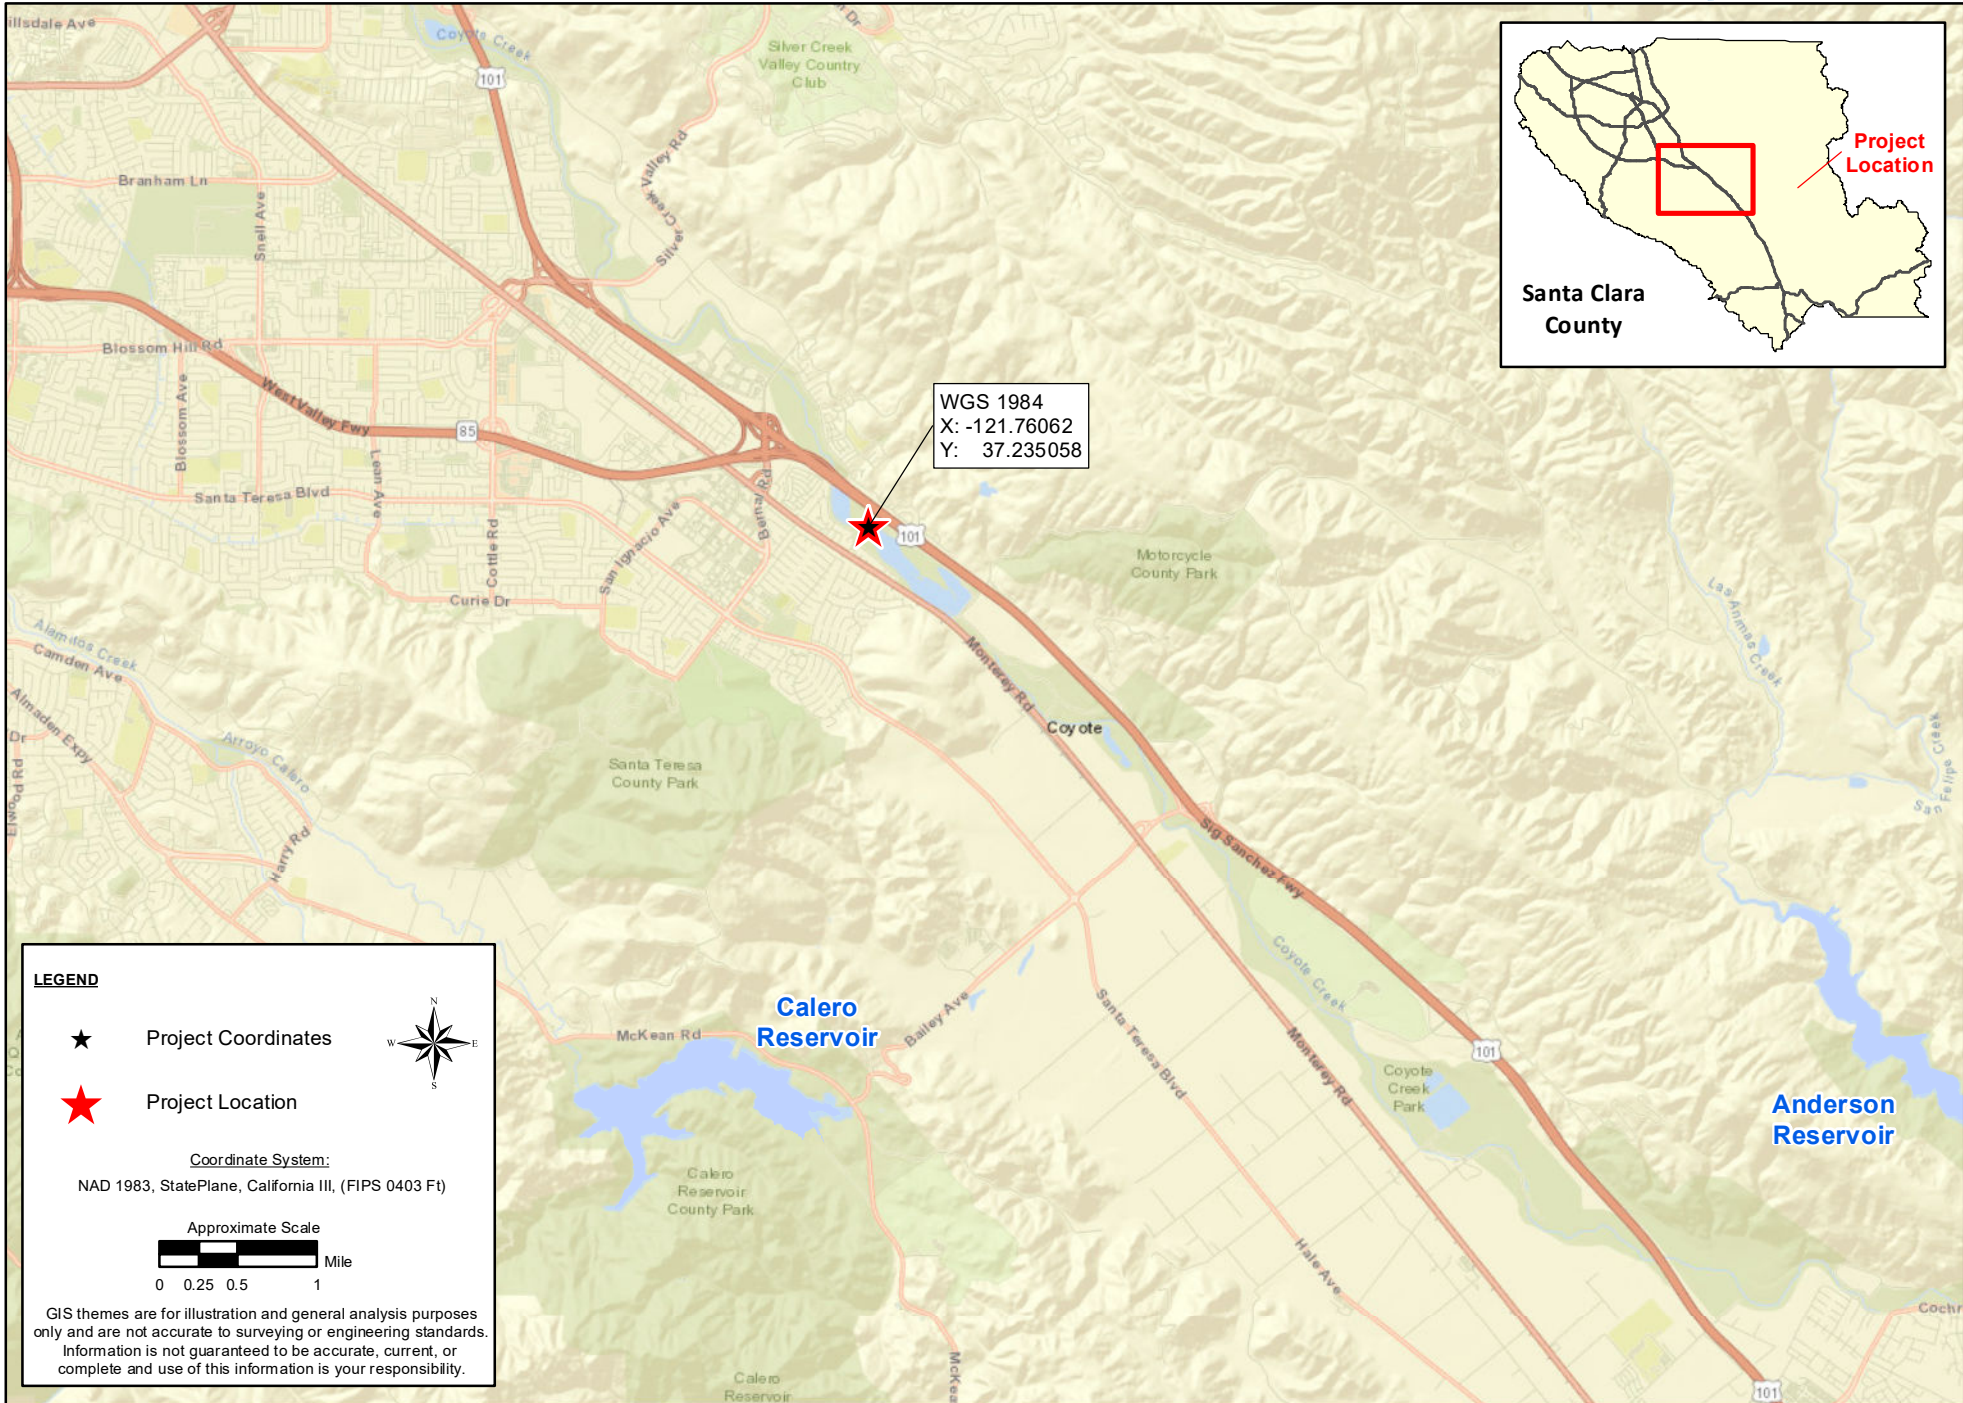 illsdale Ave
Coyote Creek
101
Silver Creek
Valley Country
Club
Dr
Silver Creek Valley Rd
Branham Ln
Snell Ave
Project
Location
Santa Clara
County
Blossom Hill Rd
Blossom Ave
West Valley Fwy
85
Lean Ave
Santa Teresa Blvd
Cottle Rd
San Ignacio Ave
Bernal Rd
Curie Dr
WGS 1984
X: -121.76062
Y: 37.235058
101
Motorcycle
County Park
Las Animas Creek
San Felipe Creek
Alamitos Creek
Camden Ave
Almaden Expy
Dr
Elwood Rd
Arroyo Calero
Harry Rd
Santa Teresa
County Park
Monterey Rd
Coyote
Sig Sanchez Fwy
Coyote Creek
Calero
Reservoir
McKean Rd
Bailey Ave
Santa Teresa Blvd
Monterey Rd
101
Coyote
Creek
Park
Anderson
Reservoir
Calero
Reservoir
County Park
Hale Ave
McKea
Calero
Reservoir
Cochr
101
LEGEND
Project Coordinates
N
W E
S
Project Location
Coordinate System:
NAD 1983, StatePlane, California III, (FIPS 0403 Ft)
Approximate Scale
Mile
0 0.25 0.5 1
GIS themes are for illustration and general analysis purposes
only and are not accurate to surveying or engineering standards.
Information is not guaranteed to be accurate, current, or
complete and use of this information is your responsibility.